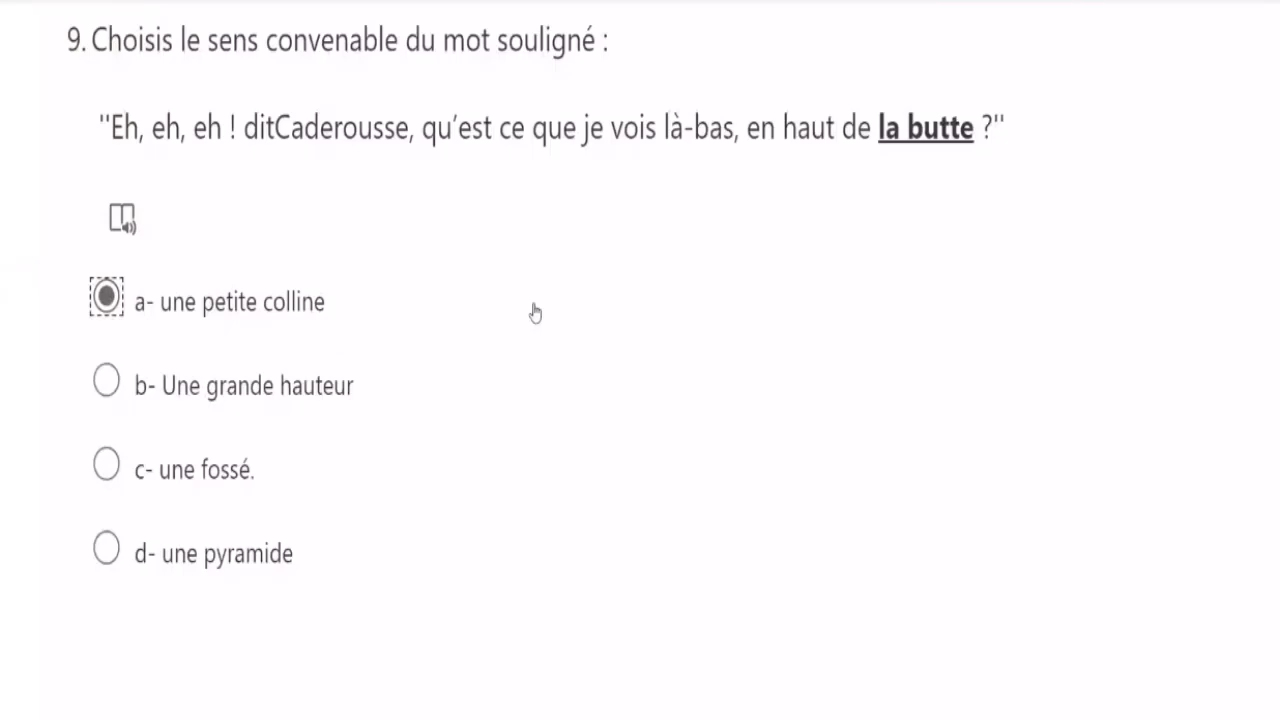 9. Choisis le sens convenable du mot souligné :
"Eh, eh, eh ! ditCaderousse, qu’est ce que je vois là-bas, en haut de la butte ?"
a- une petite colline
b- Une grande hauteur
c- une fossé.
d- une pyramide